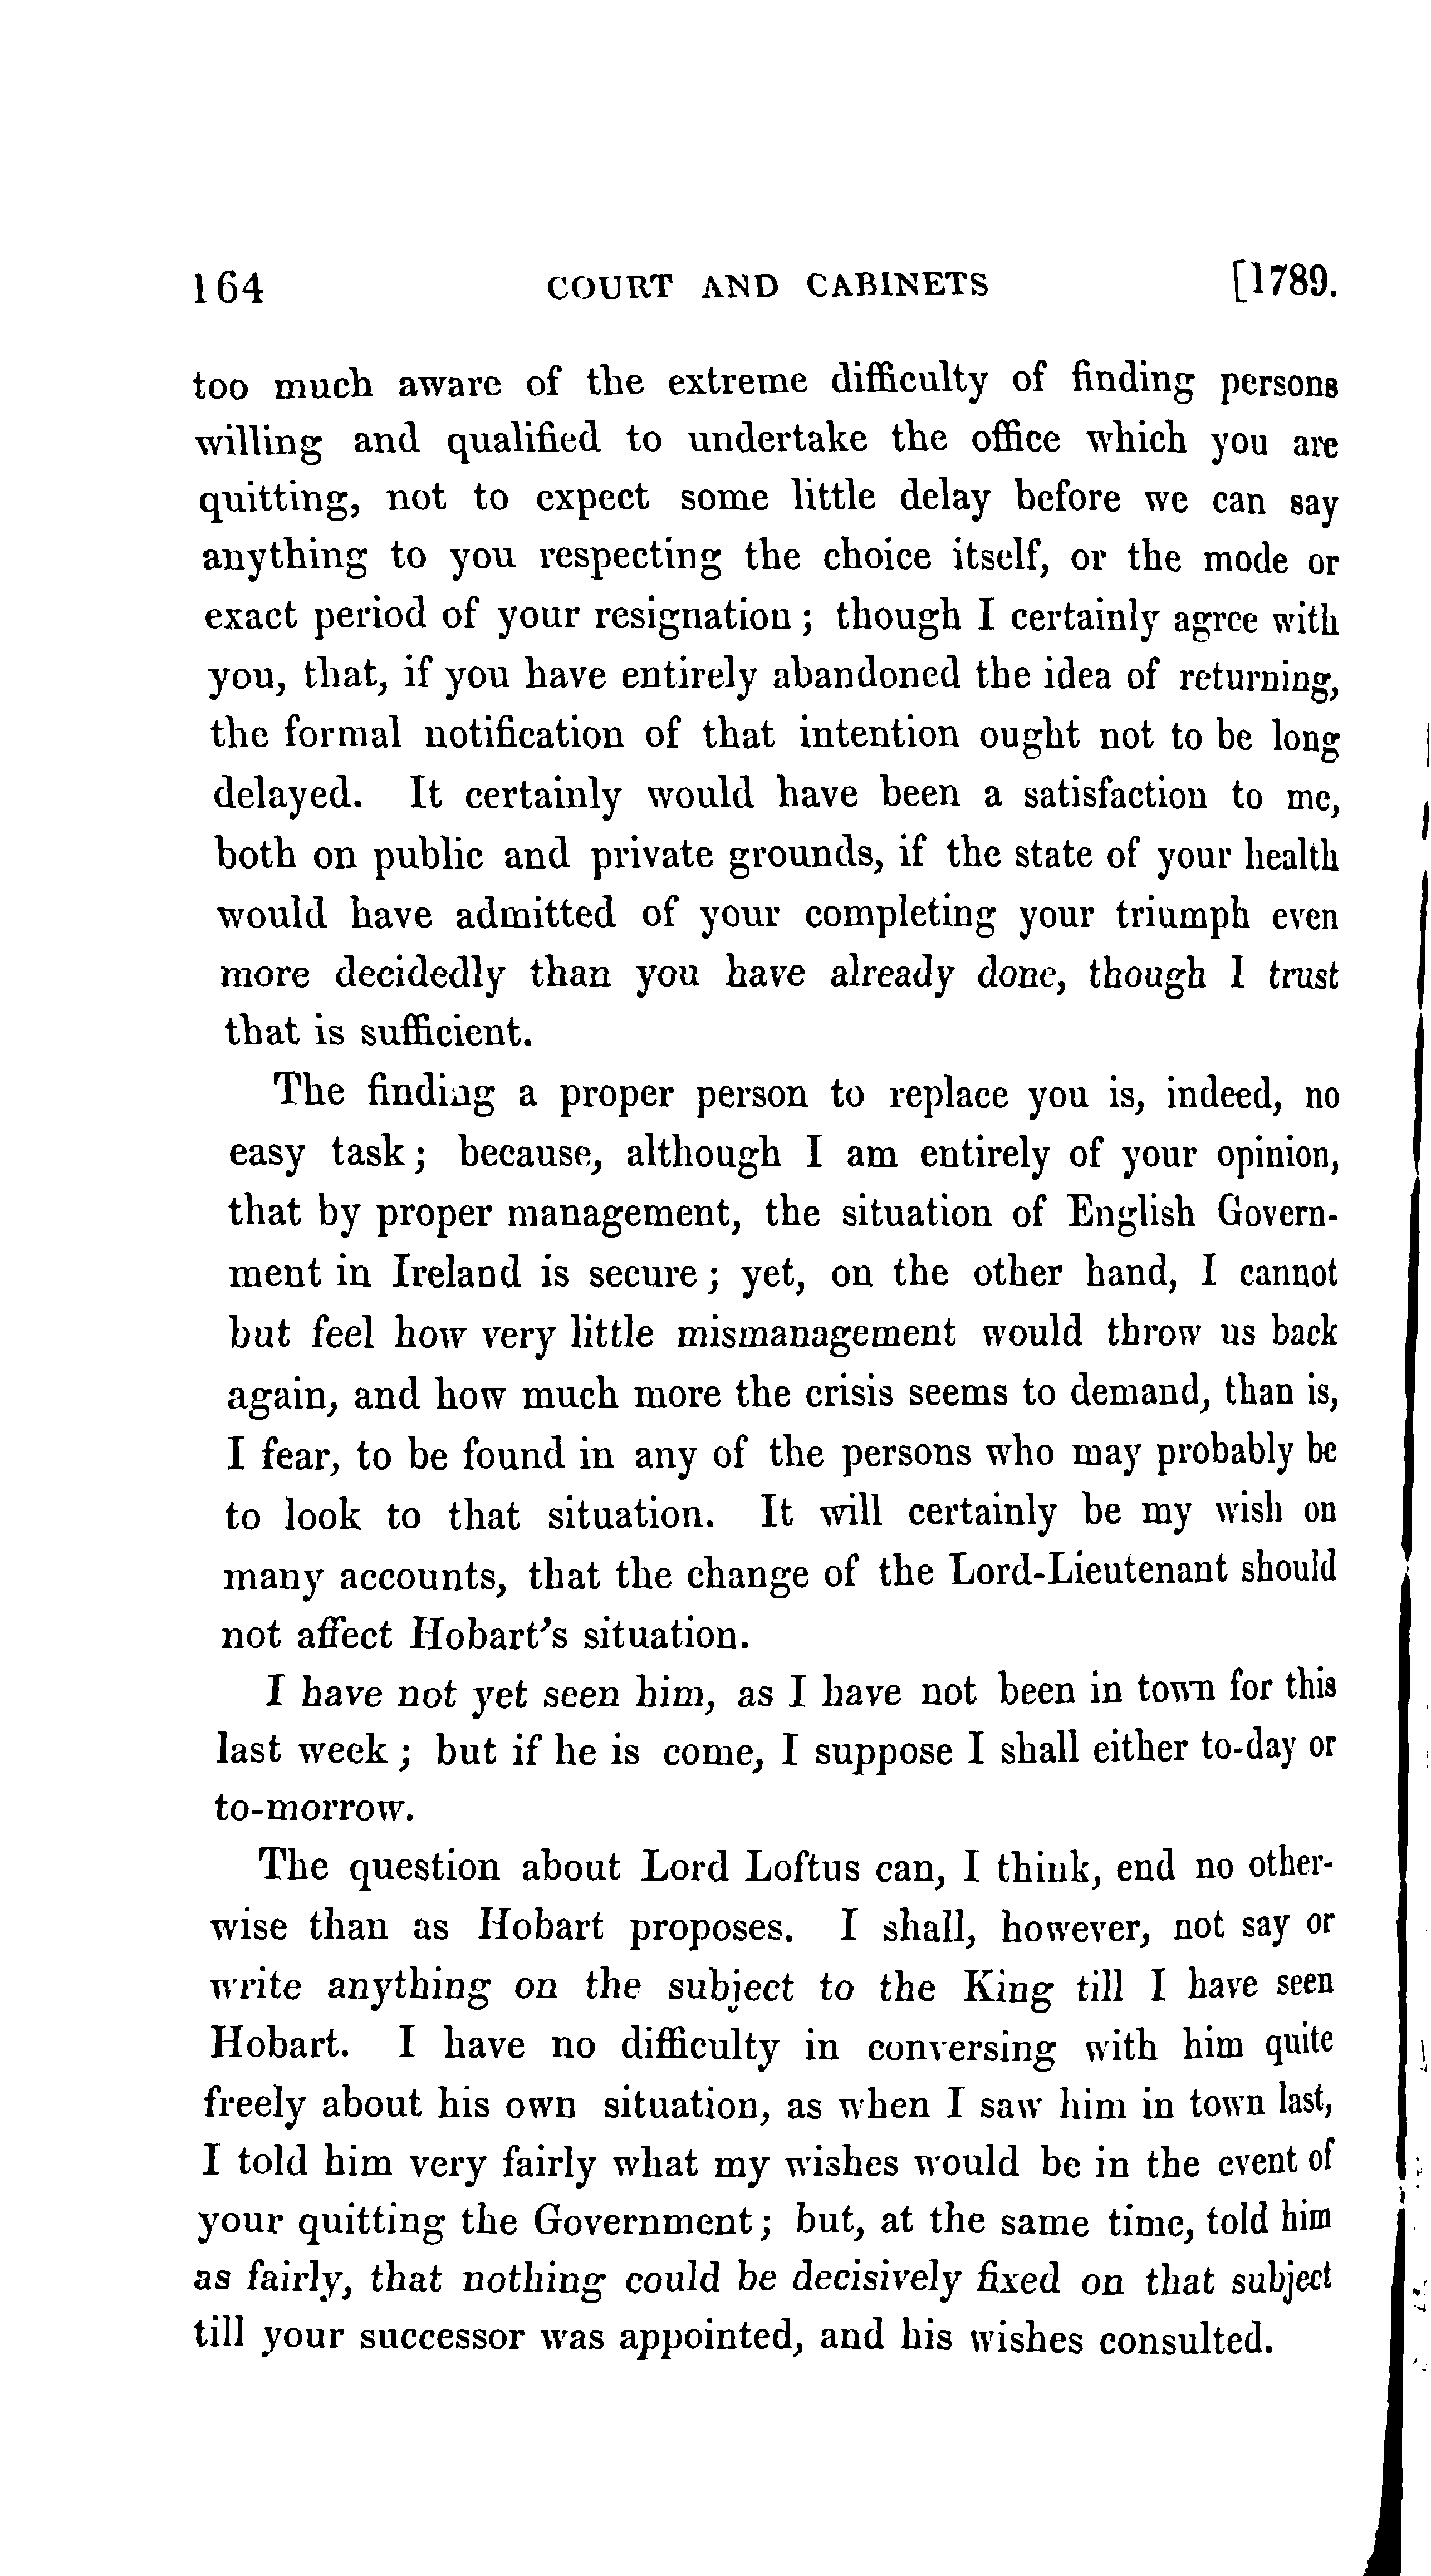 164 COURT AND CABINETS [1789.
too much aware of the extreme difficulty of finding persons
willing and qualified to undertake the office which you are
quitting, not to expect some little delay before we can say
anything to you respecting the choice itself, or the mode or
exact period of your resignation; though I certainly agree with
you, that, if you have entirely abandoned the idea of returning,
the formal notification of that intention ought not to be long
delayed. It certainly would have been a satisfaction to me,
both on public and private grounds, if the state of your health
would have admitted of your completing your triumph even
more decidedly than you have already done, though I trust
that is sufficient.
The finding a proper person to replace you is, indeed, no
easy task; because, although I am entirely of your opinion,
that by proper management, the situation of English Govern-
ment in Ireland is secure; yet, on the other hand, I cannot
but feel how very little mismanagement would throw us back
again, and how much more the crisis seems to demand, than is,
I fear, to be found in any of the persons who may probably be
to look to that situation. It will certainly be my wish on
many accounts, that the change of the Lord-Lieutenant should
not affect Hobart's situation.
I have not yet seen him, as I have not been in town for this
last week; but if he is come, I suppose I shall either to-day or
to-morrow.
The question about Lord Loftus can, I think, end no other-
wise than as Hobart proposes. I shall, however, not say or
write anything on the subject to the King till I have seen
Hobart. I have no difficulty in conversing with him quite
freely about his own situation, as when I saw him in town last,
I told him very fairly what my wishes would be in the event of
your quitting the Government; but, at the same time, told him
as fairly, that nothing could be decisively fixed on that subject
till your successor was appointed, and his wishes consulted.